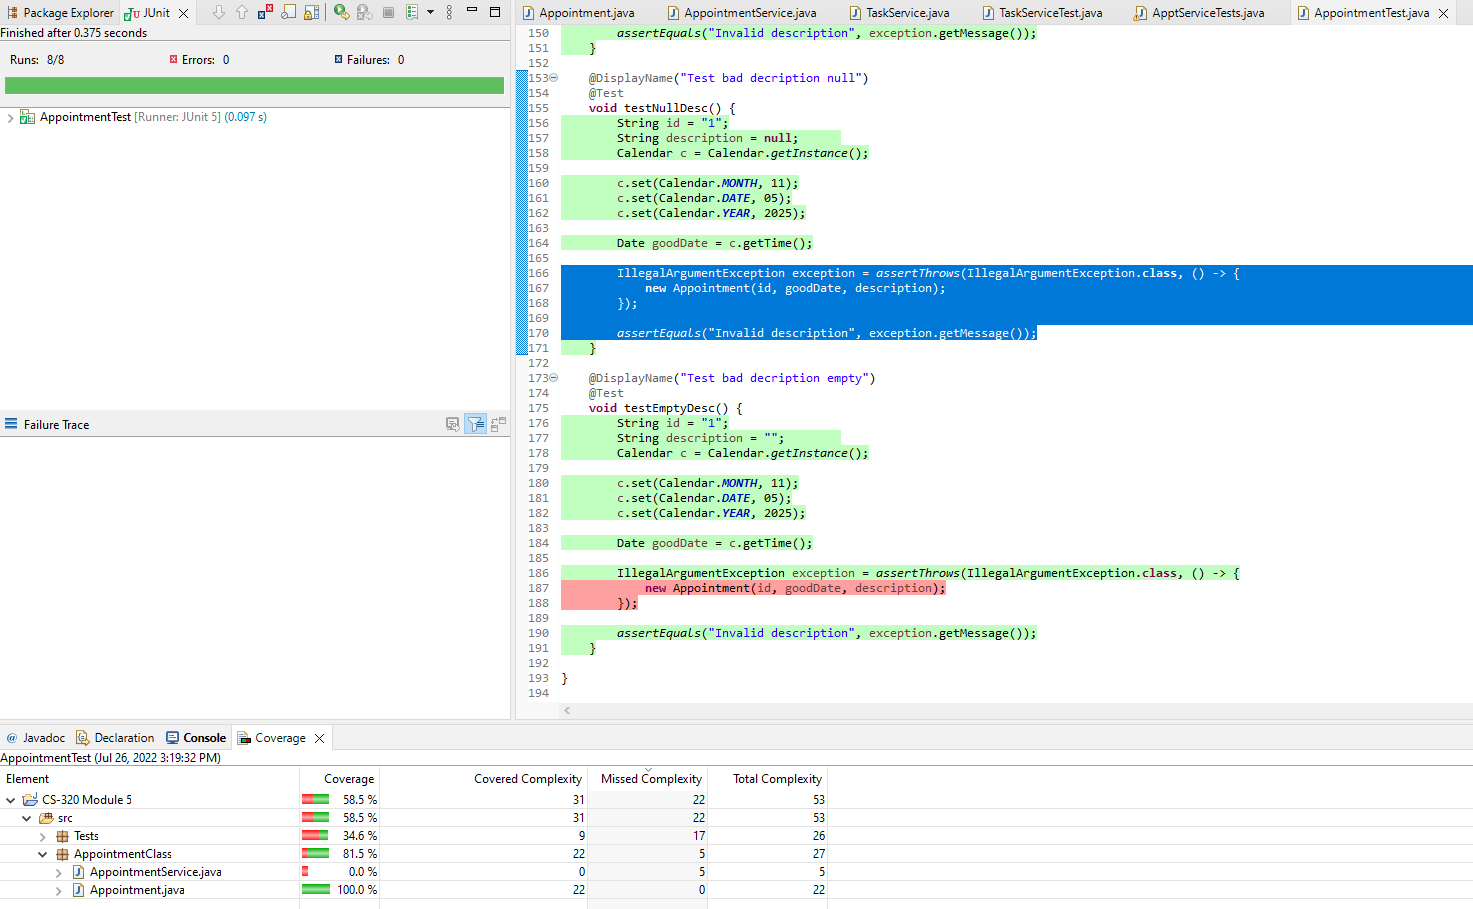 Package Explorer JUnit
Finished after 0.375 seconds
Runs: 8/8 Errors: 0 Failures: 0
AppointmentTest [Runner: JUnit 5] (0.097 s)
Failure Trace
Appointment.java AppointmentService.java TaskService.java TaskServiceTest.java ApptServiceTests.java AppointmentTest.java
150 assertEquals("Invalid description", exception.getMessage());
151 }
152
153 @DisplayName("Test bad decription null")
154 @Test
155 void testNullDesc() {
156 String id = "1";
157 String description = null;
158 Calendar c = Calendar.getInstance();
159
160 c.set(Calendar.MONTH, 11);
161 c.set(Calendar.DATE, 05);
162 c.set(Calendar.YEAR, 2025);
163
164 Date goodDate = c.getTime();
165
166 IllegalArgumentException exception = assertThrows(IllegalArgumentException.class, () -> {
167 new Appointment(id, goodDate, description);
168 });
169
170 assertEquals("Invalid description", exception.getMessage());
171 }
172
173 @DisplayName("Test bad decription empty")
174 @Test
175 void testEmptyDesc() {
176 String id = "1";
177 String description = "";
178 Calendar c = Calendar.getInstance();
179
180 c.set(Calendar.MONTH, 11);
181 c.set(Calendar.DATE, 05);
182 c.set(Calendar.YEAR, 2025);
183
184 Date goodDate = c.getTime();
185
186 IllegalArgumentException exception = assertThrows(IllegalArgumentException.class, () -> {
187 new Appointment(id, goodDate, description);
188 });
189
190 assertEquals("Invalid description", exception.getMessage());
191 }
192
193 }
194
Javadoc Declaration Console Coverage
AppointmentTest (Jul 26, 2022 3:19:32 PM)
Element Coverage Covered Complexity Missed Complexity Total Complexity
CS-320 Module 5 58.5 % 31 22 53
src 58.5 % 31 22 53
Tests 34.6 % 9 17 26
AppointmentClass 81.5 % 22 5 27
AppointmentService.java 0.0 % 0 5 5
Appointment.java 100.0 % 22 0 22